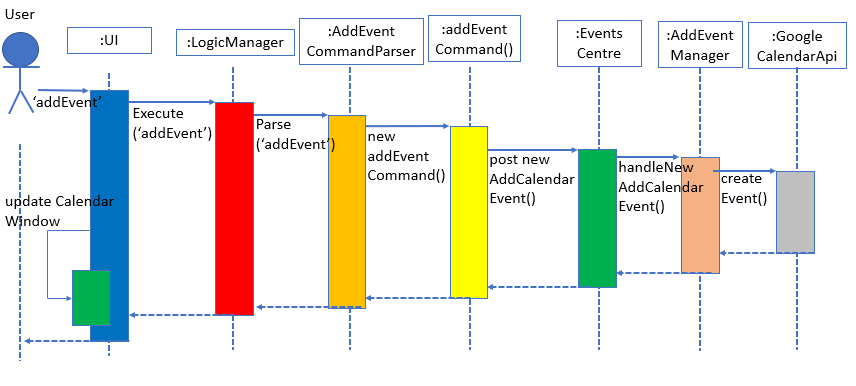 User
:UI
:LogicManager
:AddEvent
CommandParser
:addEvent
Command()
:Events
Centre
:AddEvent
Manager
:Google
CalendarApi
‘addEvent’
Execute
(‘addEvent’)
Parse
(‘addEvent’)
new
addEvent
Command()
post new
AddCalendar
Event()
handleNew
AddCalendar
Event()
create
Event()
update Calendar
Window